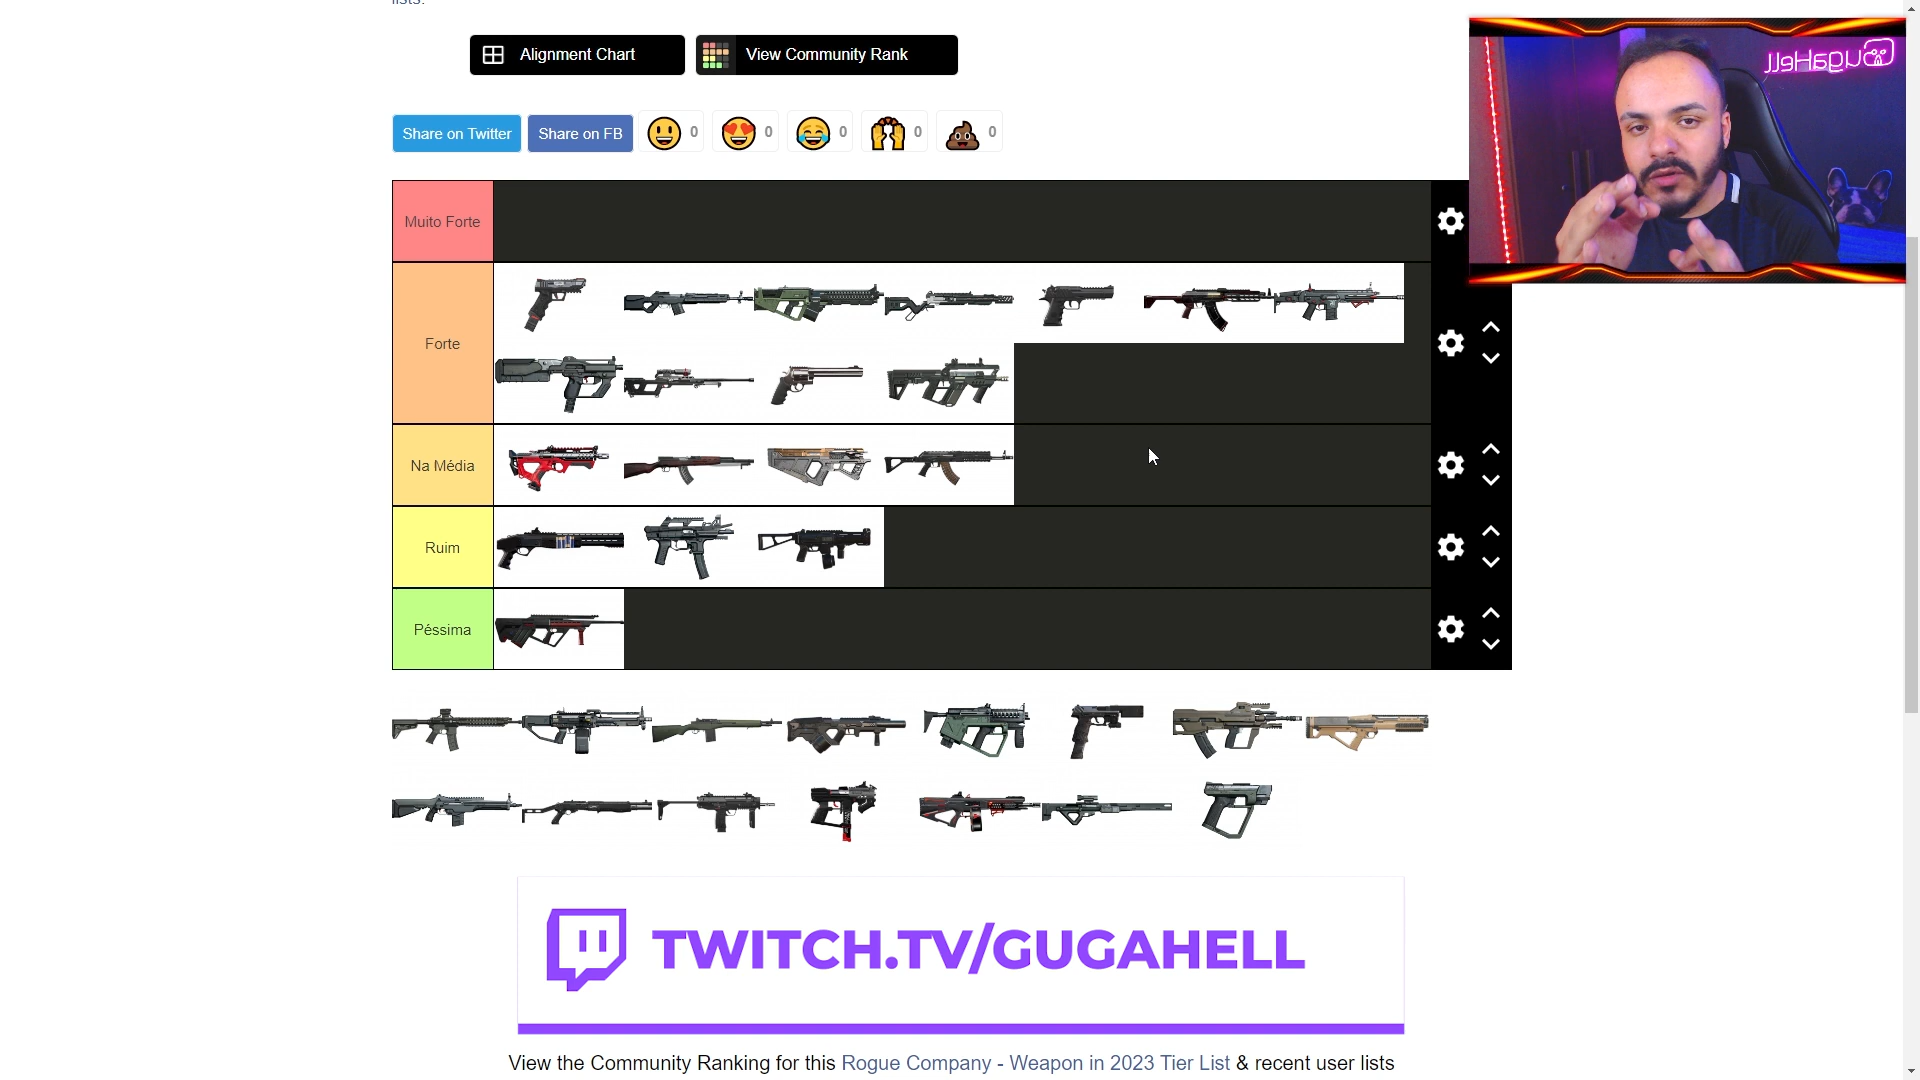 lists.
Alignment Chart
View Community Rank
Share on Twitter
Share on FB
0
0
0
0
0
GugaHell
Muito Forte
Forte
Na Média
Ruim
Péssima
TWITCH.TV/GUGAHELL
View the Community Ranking for this Rogue Company - Weapon in 2023 Tier List & recent user lists